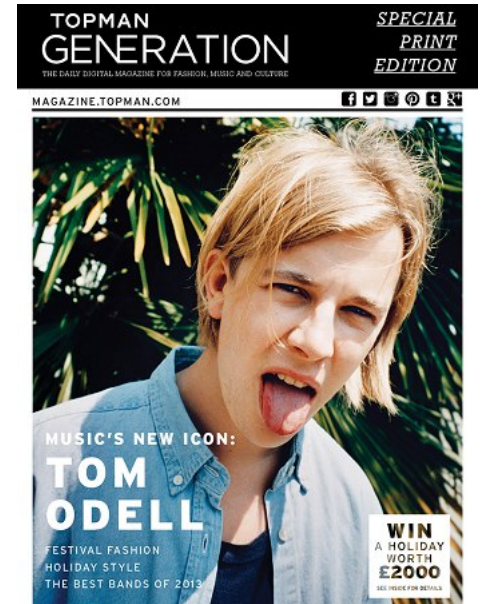 TOPMAN
GENERATION
THE DAILY DIGITAL MAGAZINE FOR FASHION, MUSIC AND CULTURE
SPECIAL
PRINT
EDITION
MAGAZINE.TOPMAN.COM
MUSIC'S NEW ICON:
TOM
ODELL
FESTIVAL FASHION
HOLIDAY STYLE
THE BEST BANDS OF 2013
WIN
A HOLIDAY
WORTH
£2000
SEE INSIDE FOR DETAILS